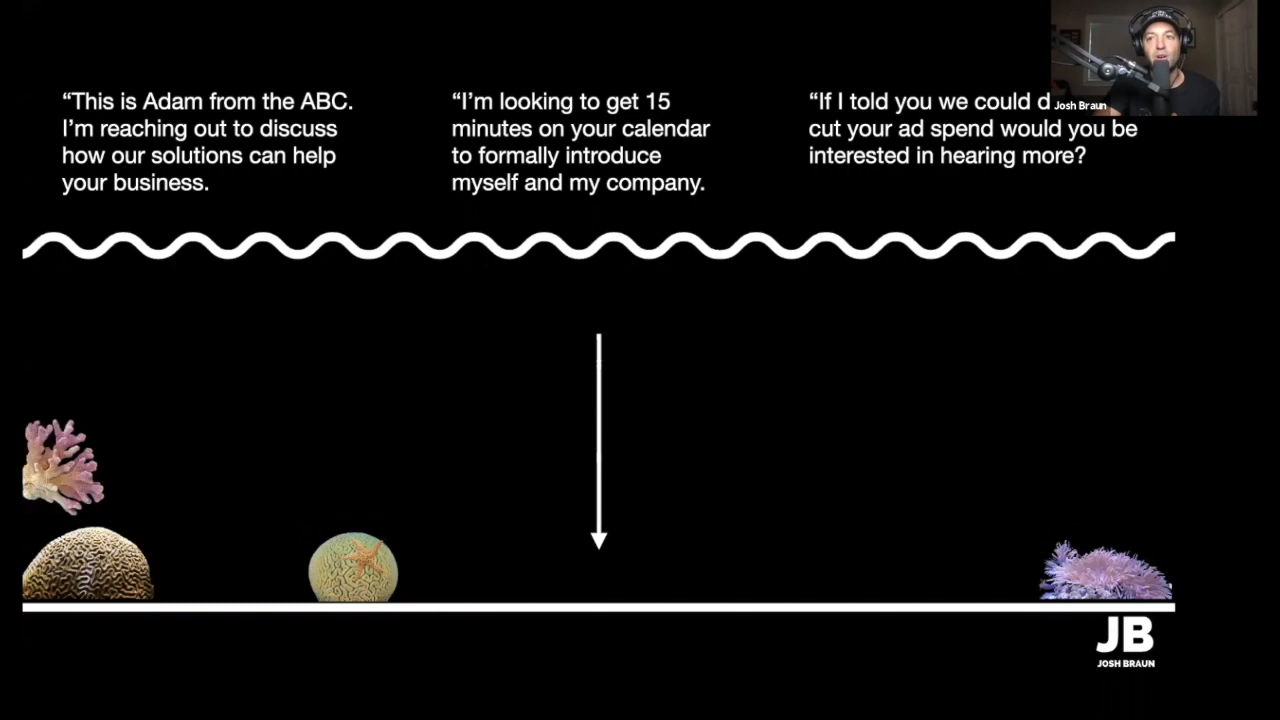 “This is Adam from the ABC.
I’m reaching out to discuss
how our solutions can help
your business.
“I’m looking to get 15
minutes on your calendar
to formally introduce
myself and my company.
“If I told you we could
cut your ad spend would you be
interested in hearing more?
Josh Braun
JB
JOSH BRAUN